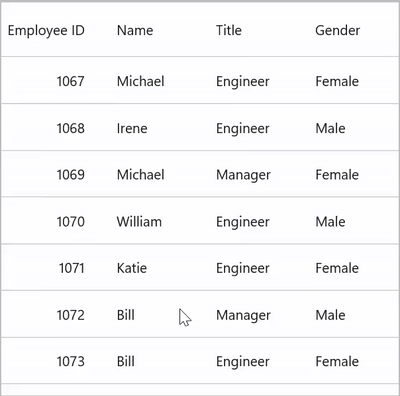 Employee ID Name Title Gender
1067 Michael Engineer Female
1068 Irene Engineer Male
1069 Michael Manager Female
1070 William Engineer Male
1071 Katie Engineer Female
1072 Bill Manager Male
1073 Bill Engineer Female